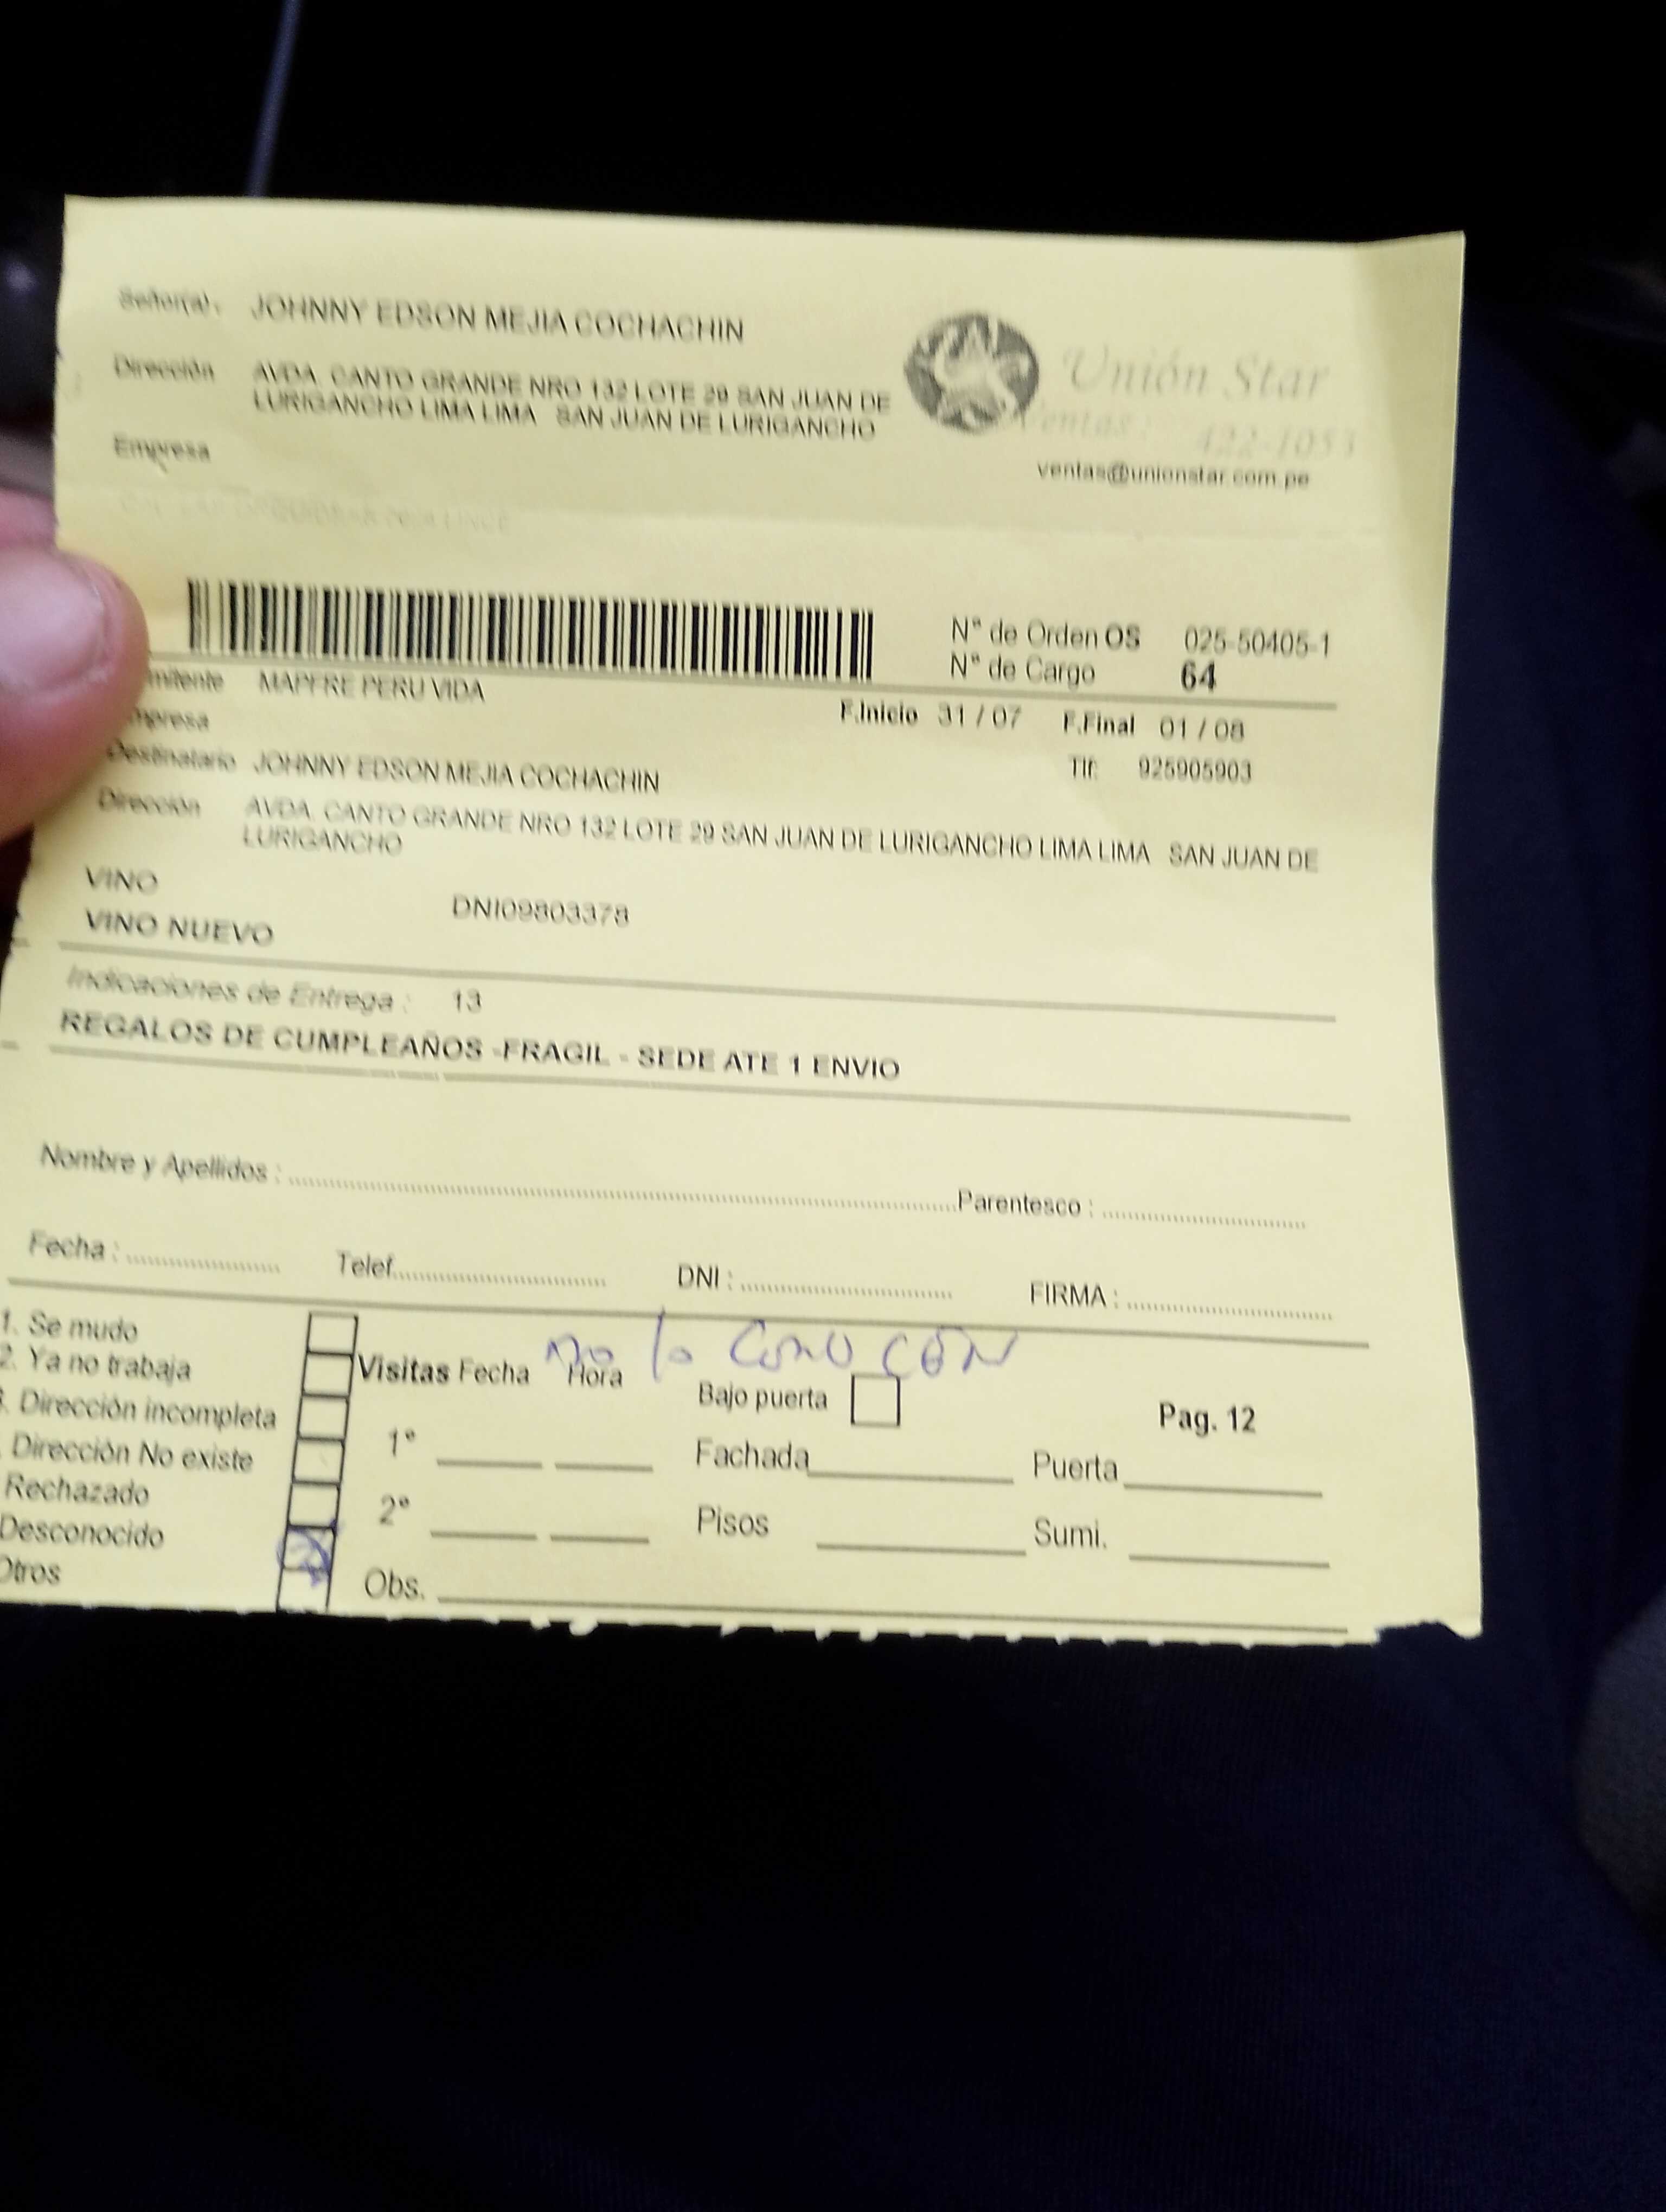 Señor(a). JOHNNY EDSON MEJIA COCHACHIN
Dirección AVDA. CANTO GRANDE NRO 132 LOTE 29 SAN JUAN DE
LURIGANCHO LIMA LIMA SAN JUAN DE LURIGANCHO
Empresa
Unión Star
Ventas: 422-1053
ventas@unionstar.com.pe
N° de Orden OS 025-50405-1
N° de Cargo 64
mitente MAPFRE PERU VIDA
mpresa
F.Inicio 31 / 07 F.Final 01 / 08
Destinatario JOHNNY EDSON MEJIA COCHACHIN
Tlf: 925905903
Dirección AVDA. CANTO GRANDE NRO 132 LOTE 29 SAN JUAN DE LURIGANCHO LIMA LIMA SAN JUAN DE
LURIGANCHO
VINO
VINO NUEVO DNI09803378
Indicaciones de Entrega : 13
REGALOS DE CUMPLEAÑOS -FRAGIL - SEDE ATE 1 ENVIO
Nombre y Apellidos : Parentesco :
Fecha : Telef. DNI : FIRMA :
no lo conocen
1. Se mudo
2. Ya no trabaja
. Dirección incompleta
. Dirección No existe
Rechazado
Desconocido
Otros
Visitas Fecha Hora
1°
2°
Obs.
Bajo puerta
Pag. 12
Fachada Puerta
Pisos Sumi.